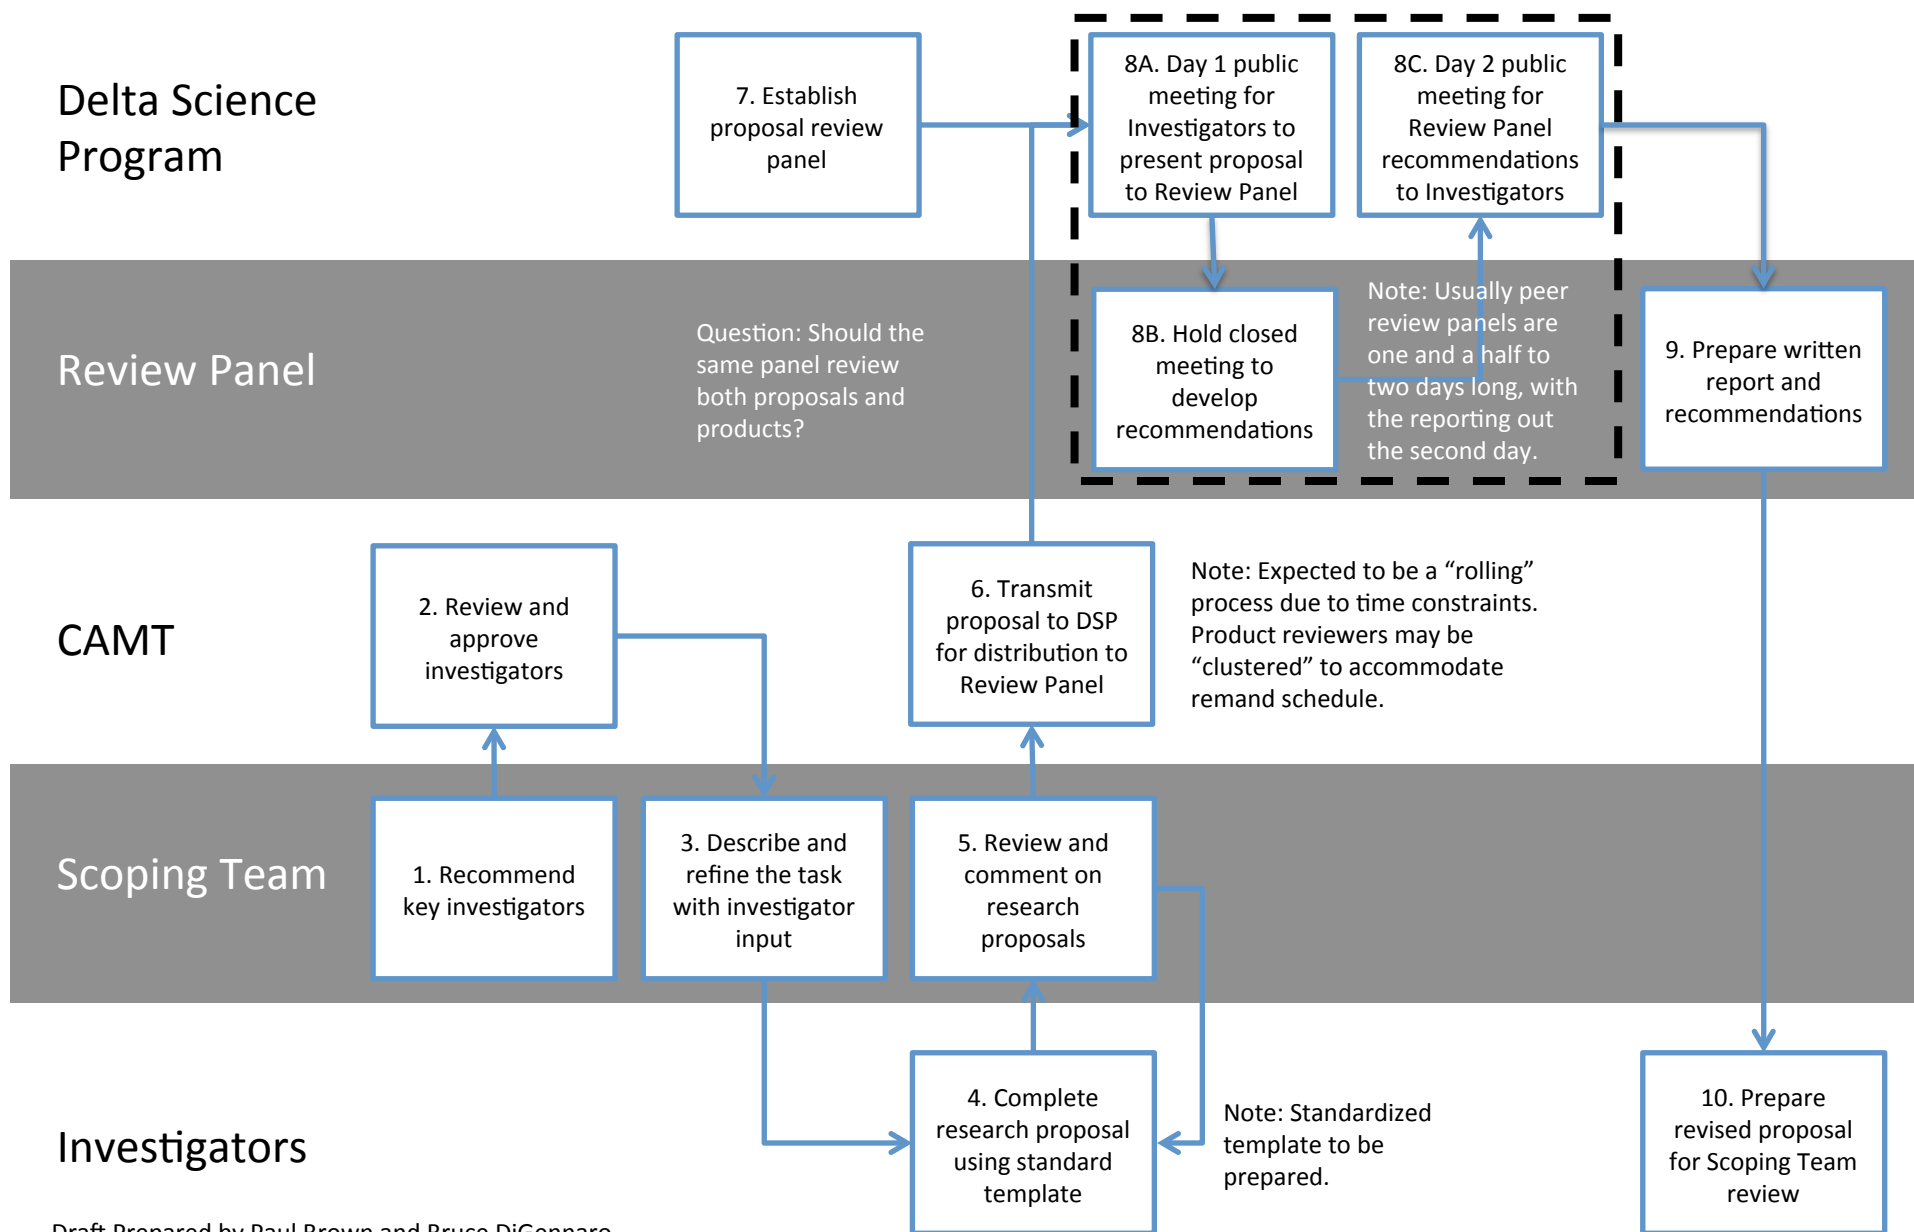 Delta Science
Program
7. Establish
proposal review
panel
8A. Day 1 public
meeting for
Investigators to
present proposal
to Review Panel
8C. Day 2 public
meeting for
Review Panel
recommendations
to Investigators
Review Panel
Question: Should the
same panel review
both proposals and
products?
8B. Hold closed
meeting to
develop
recommendations
Note: Usually peer
review panels are
one and a half to
two days long, with
the reporting out
the second day.
9. Prepare written
report and
recommendations
CAMT
2. Review and
approve
investigators
6. Transmit
proposal to DSP
for distribution to
Review Panel
Note: Expected to be a “rolling”
process due to time constraints.
Product reviewers may be
“clustered” to accommodate
remand schedule.
Scoping Team
1. Recommend
key investigators
3. Describe and
refine the task
with investigator
input
5. Review and
comment on
research
proposals
Investigators
4. Complete
research proposal
using standard
template
Note: Standardized
template to be
prepared.
10. Prepare
revised proposal
for Scoping Team
review
Draft Prepared by Paul Brown and Bruce DiGennaro